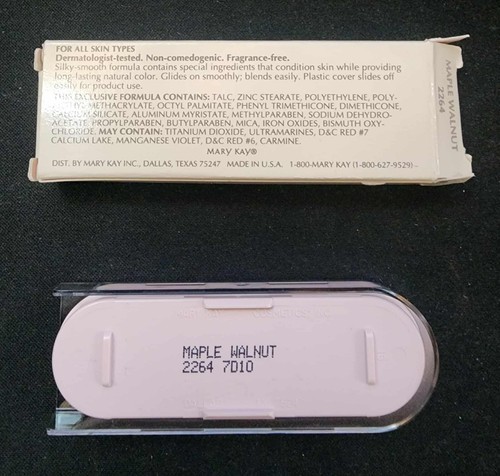 FOR ALL SKIN TYPES
Dermatologist-tested. Non-comedogenic. Fragrance-free.
Silky-smooth formula contains special ingredients that condition skin while providing
long-lasting natural color. Glides on smoothly; blends easily. Plastic cover slides off
easily for product use.
THIS EXCLUSIVE FORMULA CONTAINS: TALC, ZINC STEARATE, POLYETHYLENE, POLY-
METHYL METHACRYLATE, OCTYL PALMITATE, PHENYL TRIMETHICONE, DIMETHICONE,
CALCIUM SILICATE, ALUMINUM MYRISTATE, METHYLPARABEN, SODIUM DEHYDRO-
ACETATE, PROPYLPARABEN, BUTYLPARABEN, MICA, IRON OXIDES, BISMUTH OXY-
CHLORIDE. MAY CONTAIN: TITANIUM DIOXIDE, ULTRAMARINES, D&C RED #7
CALCIUM LAKE, MANGANESE VIOLET, D&C RED #6, CARMINE.
MARY KAY®
DIST. BY MARY KAY INC., DALLAS, TEXAS 75247 MADE IN U.S.A. 1-800-MARY KAY (1-800-627-9529)
MAPLE WALNUT
2264
MAPLE WALNUT
2264 7D10